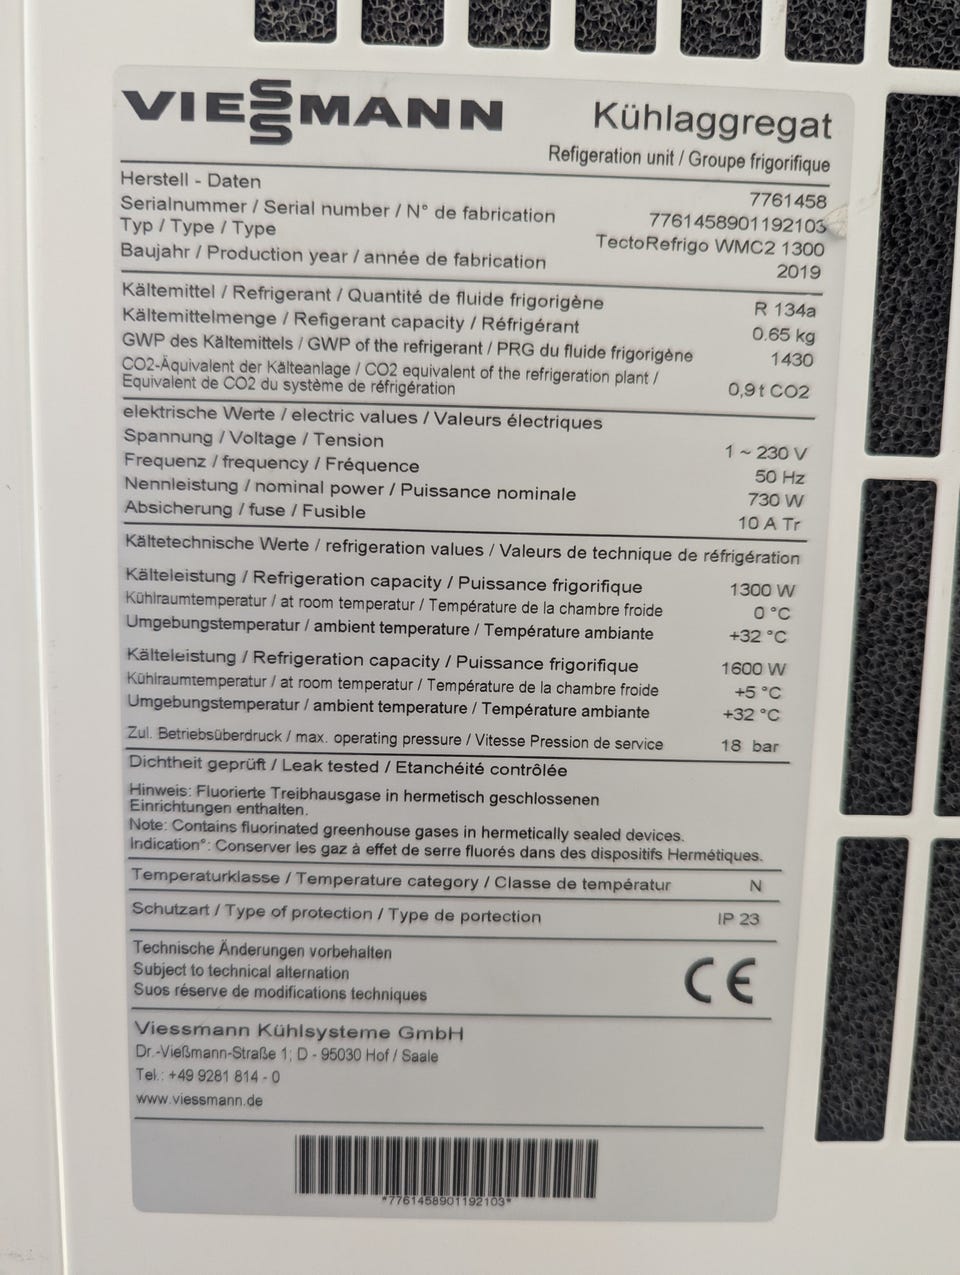 VIESSMANN Kühlaggregat
Refigeration unit / Groupe frigorifique
Herstell - Daten 7761458
Serialnummer / Serial number / N° de fabrication 7761458901192103
Typ / Type / Type TectoRefrigo WMC2 1300
Baujahr / Production year / année de fabrication 2019
Kältemittel / Refrigerant / Quantité de fluide frigorigène R 134a
Kältemittelmenge / Refigerant capacity / Réfrigérant 0.65 kg
GWP des Kältemittels / GWP of the refrigerant / PRG du fluide frigorigène 1430
CO2-Äquivalent der Kälteanlage / CO2 equivalent of the refrigeration plant /
Equivalent de CO2 du système de réfrigération 0,9 t CO2
elektrische Werte / electric values / Valeurs électriques
Spannung / Voltage / Tension 1 ~ 230 V
Frequenz / frequency / Fréquence 50 Hz
Nennleistung / nominal power / Puissance nominale 730 W
Absicherung / fuse / Fusible 10 A Tr
Kältetechnische Werte / refrigeration values / Valeurs de technique de réfrigération
Kälteleistung / Refrigeration capacity / Puissance frigorifique 1300 W
Kühlraumtemperatur / at room temperatur / Température de la chambre froide 0 °C
Umgebungstemperatur / ambient temperature / Température ambiante +32 °C
Kälteleistung / Refrigeration capacity / Puissance frigorifique 1600 W
Kühlraumtemperatur / at room temperatur / Température de la chambre froide +5 °C
Umgebungstemperatur / ambient temperature / Température ambiante +32 °C
Zul. Betriebsüberdruck / max. operating pressure / Vitesse Pression de service 18 bar
Dichtheit geprüft / Leak tested / Etanchéité contrôlée
Hinweis: Fluorierte Treibhausgase in hermetisch geschlossenen
Einrichtungen enthalten.
Note: Contains fluorinated greenhouse gases in hermetically sealed devices.
Indication°: Conserver les gaz à effet de serre fluorés dans des dispositifs Hermétiques.
Temperaturklasse / Temperature category / Classe de températur N
Schutzart / Type of protection / Type de portection IP 23
Technische Änderungen vorbehalten
Subject to technical alternation
Suos réserve de modifications techniques
CE
Viessmann Kühlsysteme GmbH
Dr.-Vießmann-Straße 1; D - 95030 Hof / Saale
Tel.: +49 9281 814 - 0
www.viessmann.de
*7761458901192103*